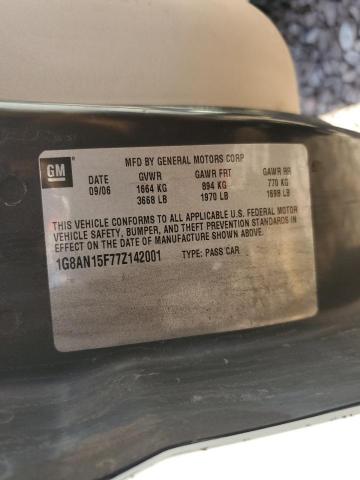 GM
MFD BY GENERAL MOTORS CORP
DATE GVWR GAWR FRT GAWR RR
09/06 1664 KG 894 KG 770 KG
3668 LB 1970 LB 1698 LB
THIS VEHICLE CONFORMS TO ALL APPLICABLE U.S. FEDERAL MOTOR
VEHICLE SAFETY, BUMPER, AND THEFT PREVENTION STANDARDS IN
EFFECT ON THE DATE OF MANUFACTURE SHOWN ABOVE.
1G8AN15F77Z142001 TYPE: PASS CAR